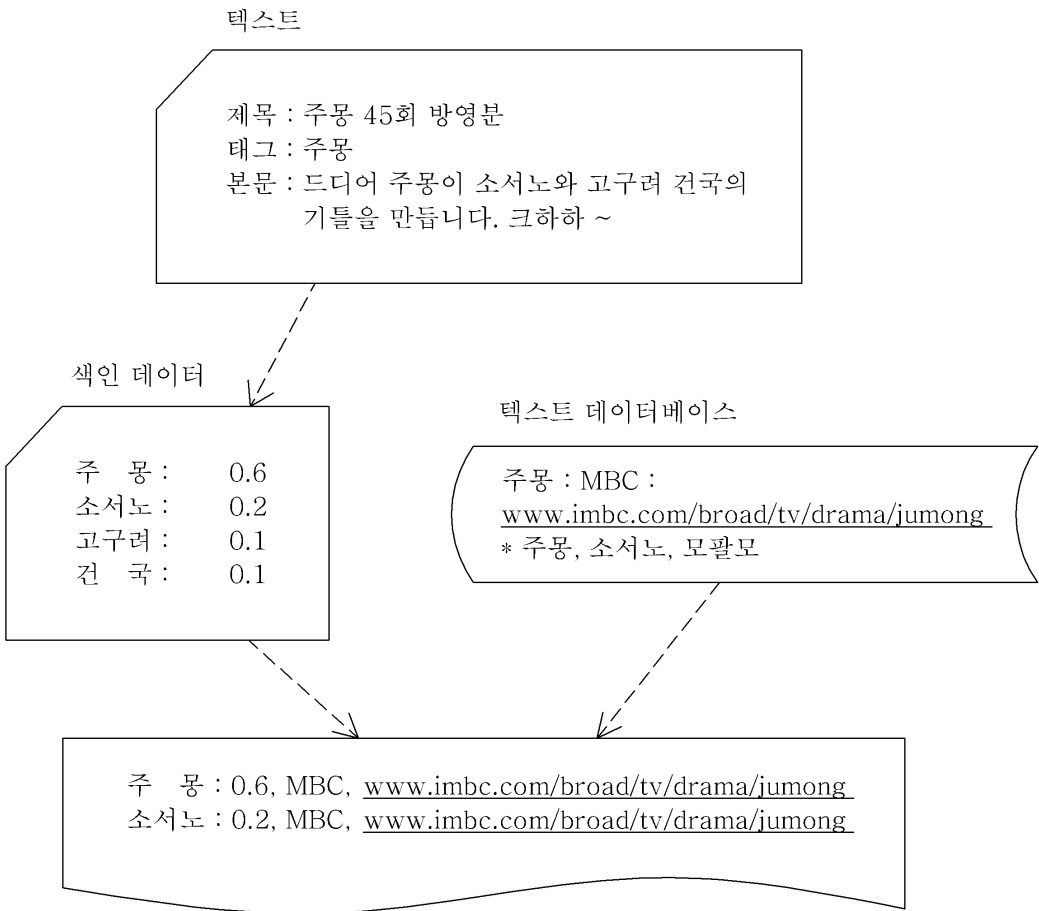 텍스트
제목 : 주몽 45회 방영분
태그 : 주몽
본문 : 드디어 주몽이 소서노와 고구려 건국의
기틀을 만듭니다. 크하하 ~
색인 데이터
주 몽 : 0.6
소서노 : 0.2
고구려 : 0.1
건 국 : 0.1
텍스트 데이터베이스
주몽 : MBC :
www.imbc.com/broad/tv/drama/jumong
* 주몽, 소서노, 모팔모
주 몽 : 0.6, MBC, www.imbc.com/broad/tv/drama/jumong
소서노 : 0.2, MBC, www.imbc.com/broad/tv/drama/jumong